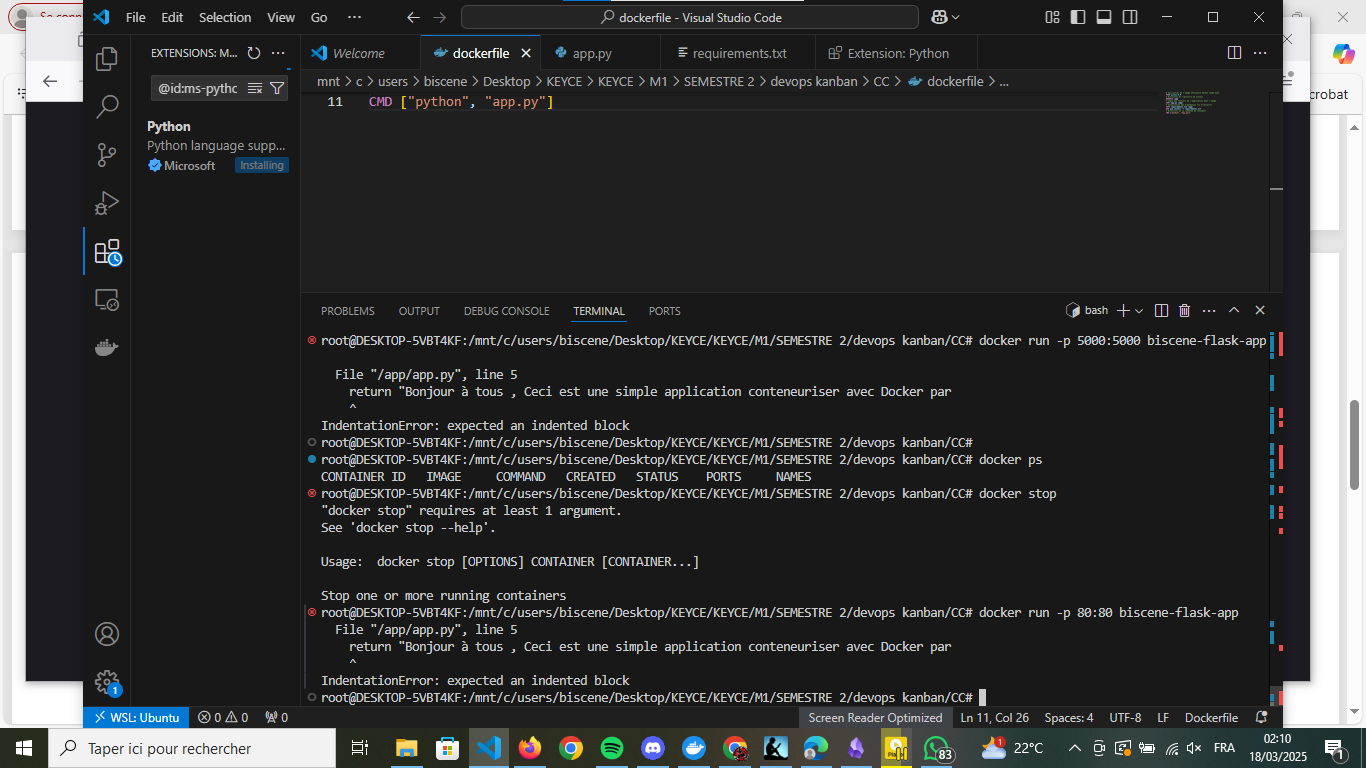 File Edit Selection View Go ... dockerfile - Visual Studio Code
EXTENSIONS: M...
Welcome
dockerfile
app.py
requirements.txt
Extension: Python
@id:ms-pythc
mnt > c > users > biscene > Desktop > KEYCE > KEYCE > M1 > SEMESTRE 2 > devops kanban > CC > dockerfile > ...
11 CMD ["python", "app.py"]
Python
Python language supp...
Microsoft Installing
crobat
PROBLEMS OUTPUT DEBUG CONSOLE TERMINAL PORTS
bash
root@DESKTOP-5VBT4KF:/mnt/c/users/biscene/Desktop/KEYCE/KEYCE/M1/SEMESTRE 2/devops kanban/CC# docker run -p 5000:5000 biscene-flask-app
File "/app/app.py", line 5
return "Bonjour à tous , Ceci est une simple application conteneuriser avec Docker par
^
IndentationError: expected an indented block
root@DESKTOP-5VBT4KF:/mnt/c/users/biscene/Desktop/KEYCE/KEYCE/M1/SEMESTRE 2/devops kanban/CC#
root@DESKTOP-5VBT4KF:/mnt/c/users/biscene/Desktop/KEYCE/KEYCE/M1/SEMESTRE 2/devops kanban/CC# docker ps
CONTAINER ID IMAGE COMMAND CREATED STATUS PORTS NAMES
root@DESKTOP-5VBT4KF:/mnt/c/users/biscene/Desktop/KEYCE/KEYCE/M1/SEMESTRE 2/devops kanban/CC# docker stop
"docker stop" requires at least 1 argument.
See 'docker stop --help'.
Usage: docker stop [OPTIONS] CONTAINER [CONTAINER...]
Stop one or more running containers
root@DESKTOP-5VBT4KF:/mnt/c/users/biscene/Desktop/KEYCE/KEYCE/M1/SEMESTRE 2/devops kanban/CC# docker run -p 80:80 biscene-flask-app
File "/app/app.py", line 5
return "Bonjour à tous , Ceci est une simple application conteneuriser avec Docker par
^
IndentationError: expected an indented block
root@DESKTOP-5VBT4KF:/mnt/c/users/biscene/Desktop/KEYCE/KEYCE/M1/SEMESTRE 2/devops kanban/CC#
1
WSL: Ubuntu 0 0 0 Screen Reader Optimized Ln 11, Col 26 Spaces: 4 UTF-8 LF Dockerfile
Taper ici pour rechercher
83
1
22°C
FRA
02:10
18/03/2025
1